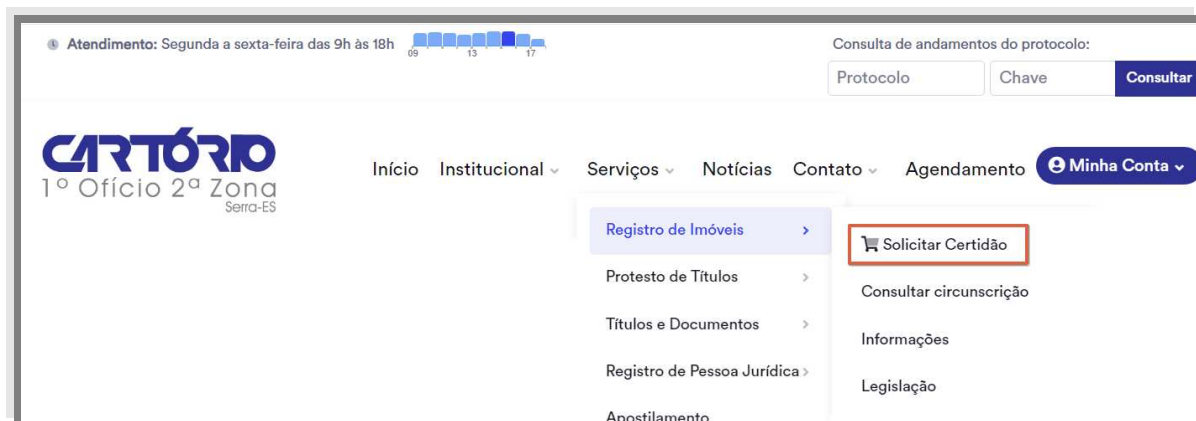 Atendimento: Segunda a sexta-feira das 9h às 18h
09 13 17
Consulta de andamentos do protocolo:
Protocolo Chave Consultar
CARTÓRIO
1º Ofício 2ª Zona
Serra-ES
Início Institucional Serviços Notícias Contato Agendamento Minha Conta
Registro de Imóveis
Solicitar Certidão
Protesto de Títulos
Consultar circunscrição
Títulos e Documentos
Informações
Registro de Pessoa Jurídica
Legislação
Apostilamento